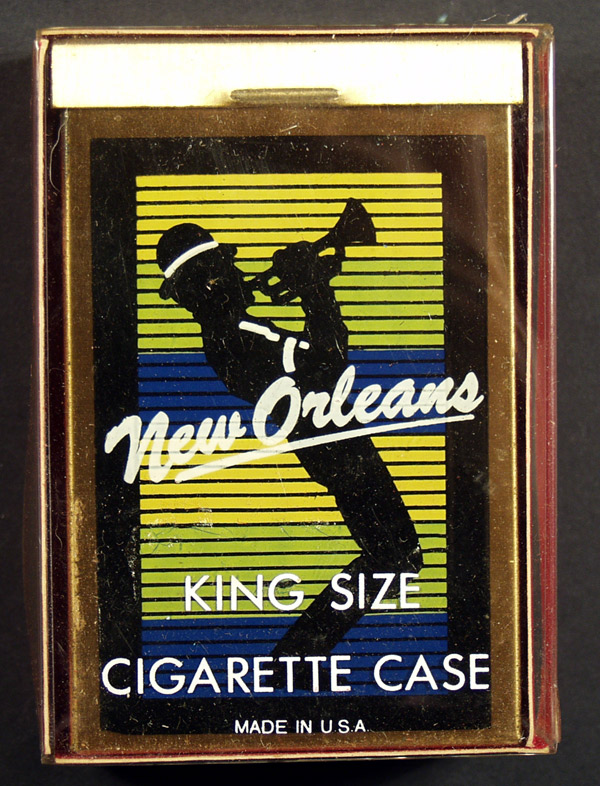 New Orleans
KING SIZE
CIGARETTE CASE
MADE IN U.S.A.